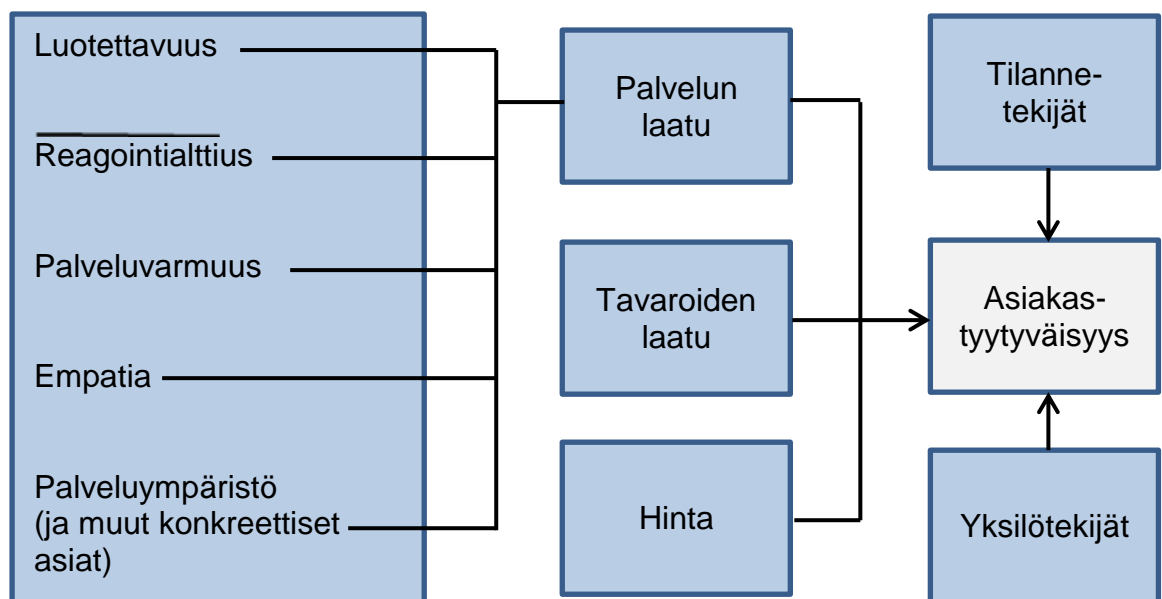 Luotettavuus
Reagointialttius
Palveluvarmuus
Empatia
Palveluympäristö
(ja muut konkreettiset
asiat)
Palvelun
laatu
Tavaroiden
laatu
Hinta
Tilanne-
tekijät
Asiakas-
tyytyväisyys
Yksilötekijät